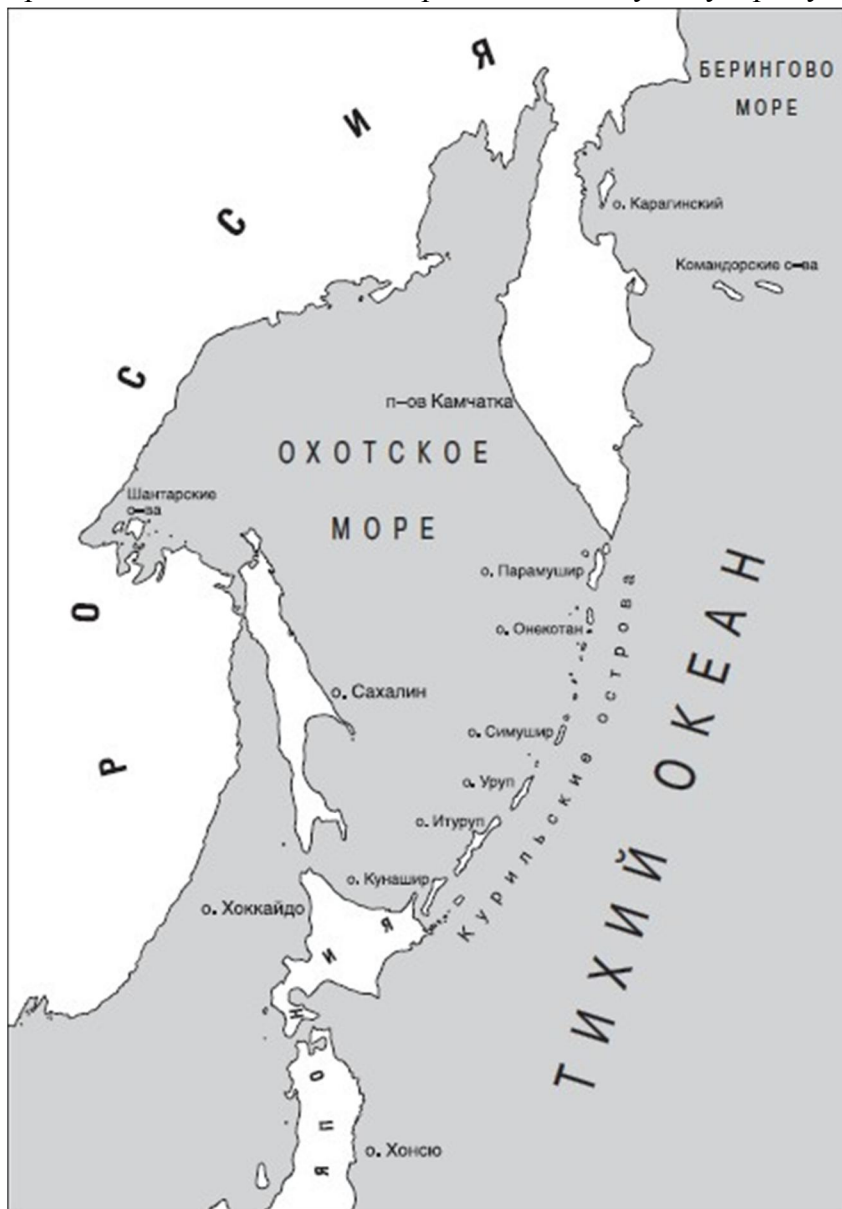 Р О С С И Я
БЕРИНГОВО
МОРЕ
о. Карагинский
Командорские о-ва
п-ов Камчатка
ОХОТСКОЕ
МОРЕ
Шантарские
о-ва
о. Парамушир
о. Онекотан
о. Сахалин
о. Симушир
о. Уруп
о. Итуруп
о. Кунашир
Курильские острова
ТИХИЙ ОКЕАН
о. Хоккайдо
Я П О Н И Я
о. Хонсю